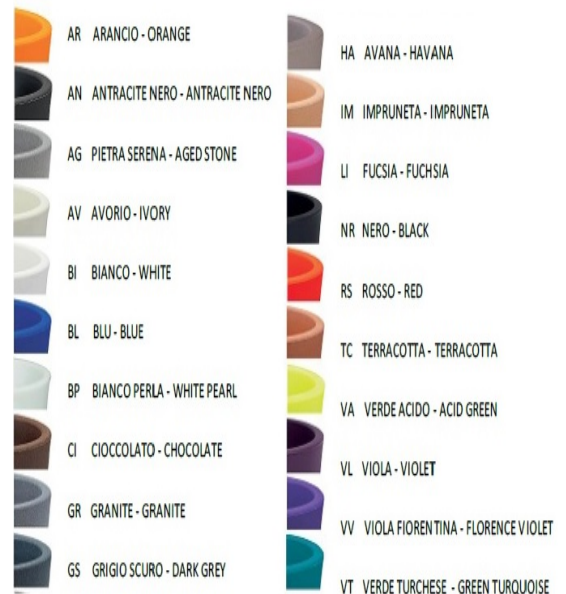 AR ARANCIO - ORANGE
AN ANTRACITE NERO - ANTRACITE NERO
AG PIETRA SERENA - AGED STONE
AV AVORIO - IVORY
BI BIANCO - WHITE
BL BLU - BLUE
BP BIANCO PERLA - WHITE PEARL
CI CIOCCOLATO - CHOCOLATE
GR GRANITE - GRANITE
GS GRIGIO SCURO - DARK GREY
HA AVANA - HAVANA
IM IMPRUNETA - IMPRUNETA
LI FUCSIA - FUCHSIA
NR NERO - BLACK
RS ROSSO - RED
TC TERRACOTTA - TERRACOTTA
VA VERDE ACIDO - ACID GREEN
VL VIOLA - VIOLET
VV VIOLA FIORENTINA - FLORENCE VIOLET
VT VERDE TURCHESE - GREEN TURQUOISE